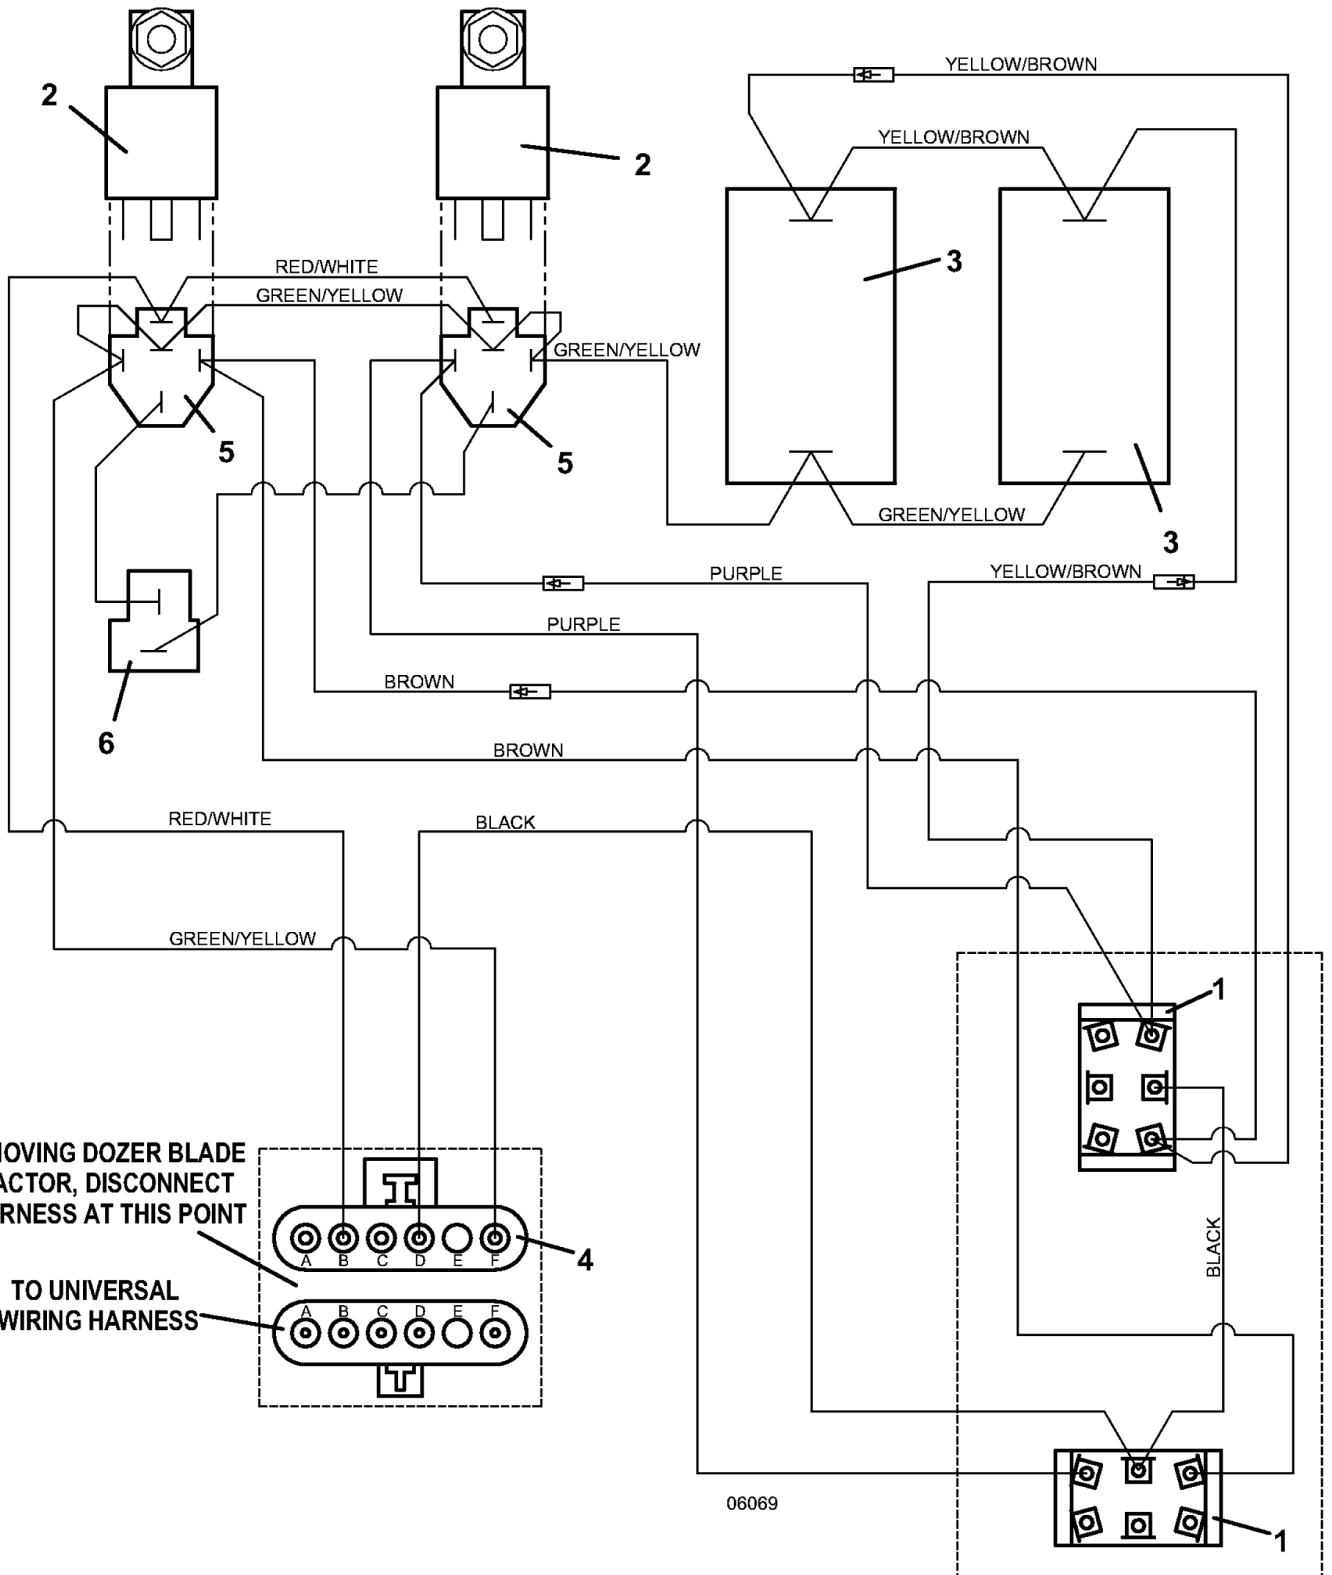 YELLOW/BROWN
2
YELLOW/BROWN
2
3
RED/WHITE
GREEN/YELLOW
GREEN/YELLOW
5
5
GREEN/YELLOW
3
YELLOW/BROWN
PURPLE
PURPLE
BROWN
6
BROWN
RED/WHITE
BLACK
GREEN/YELLOW
1
OVING DOZER BLADE
ACTOR, DISCONNECT
RNESS AT THIS POINT
A B C D E F
4
BLACK
TO UNIVERSAL
WIRING HARNESS
A B C D E F
06069
1